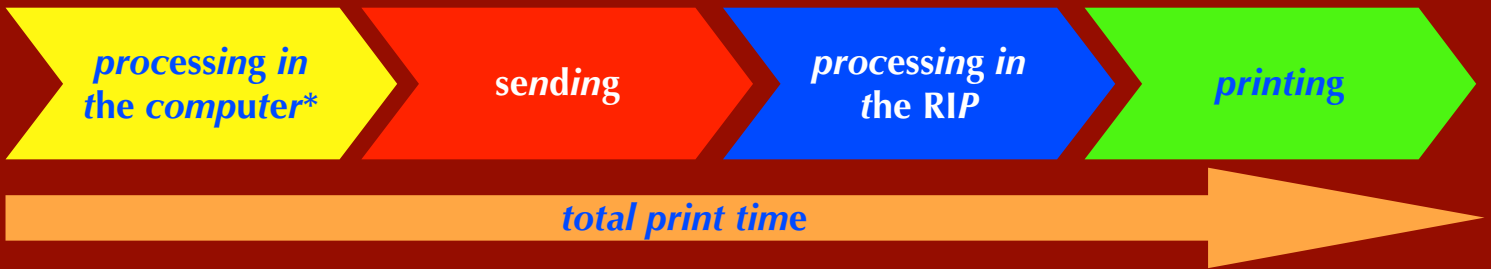 processing in
the computer*
sending
processing in
the RIP
printing
total print time